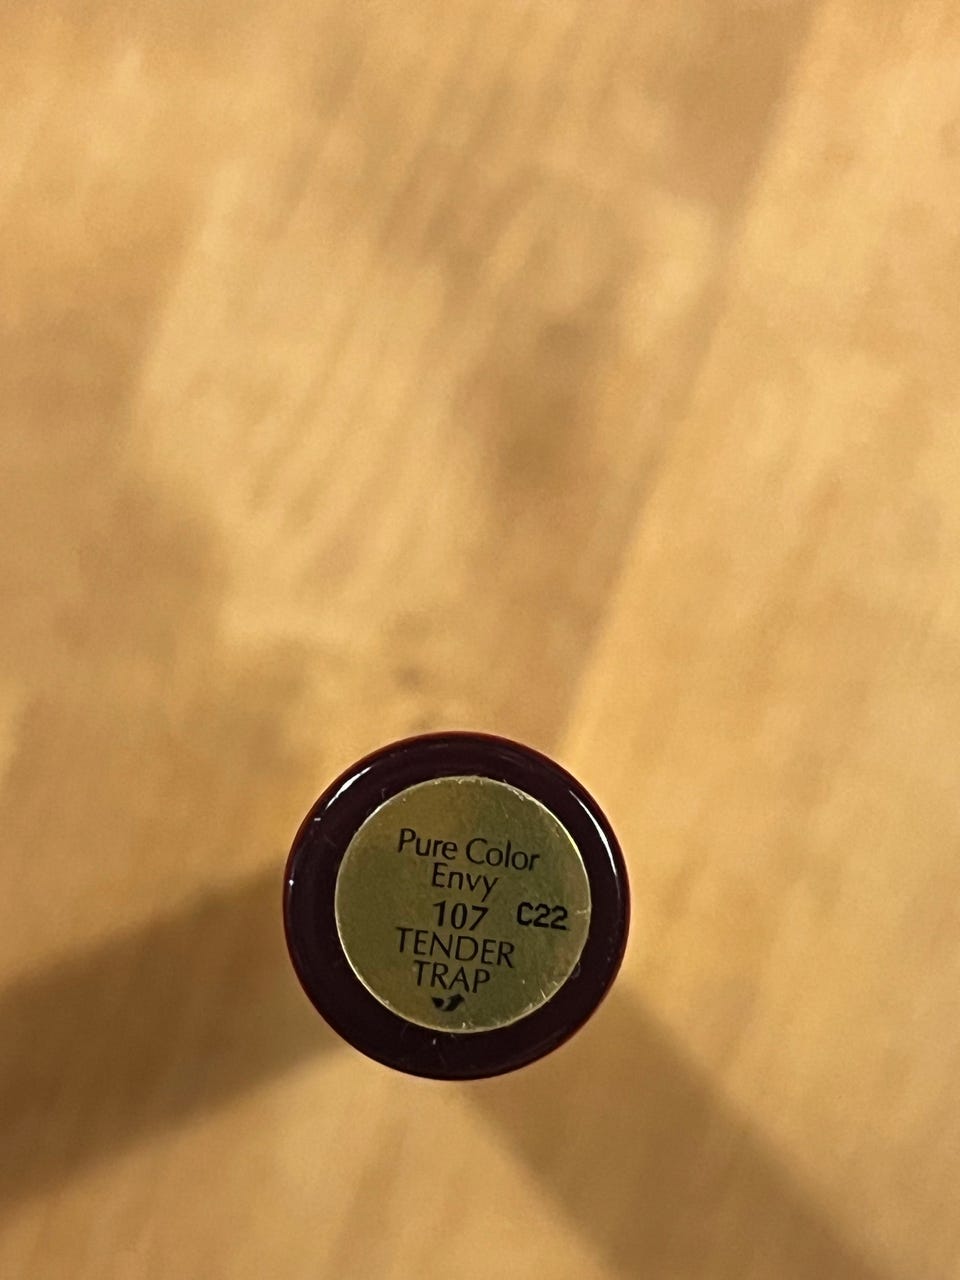 Pure Color
Envy
107 C22
TENDER
TRAP